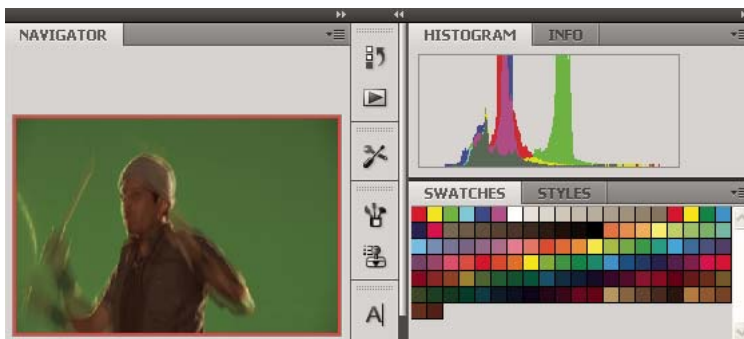 NAVIGATOR
HISTOGRAM
INFO
SWATCHES
STYLES
A